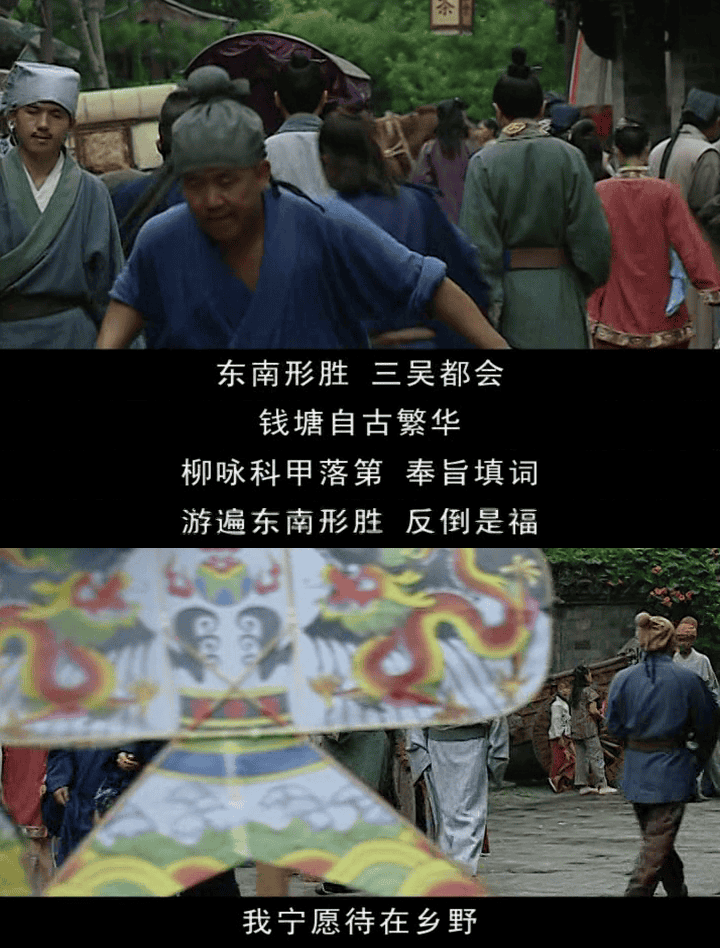 茶
东南形胜 三吴都会
钱塘自古繁华
柳咏科甲落第 奉旨填词
游遍东南形胜 反倒是福
我宁愿待在乡野